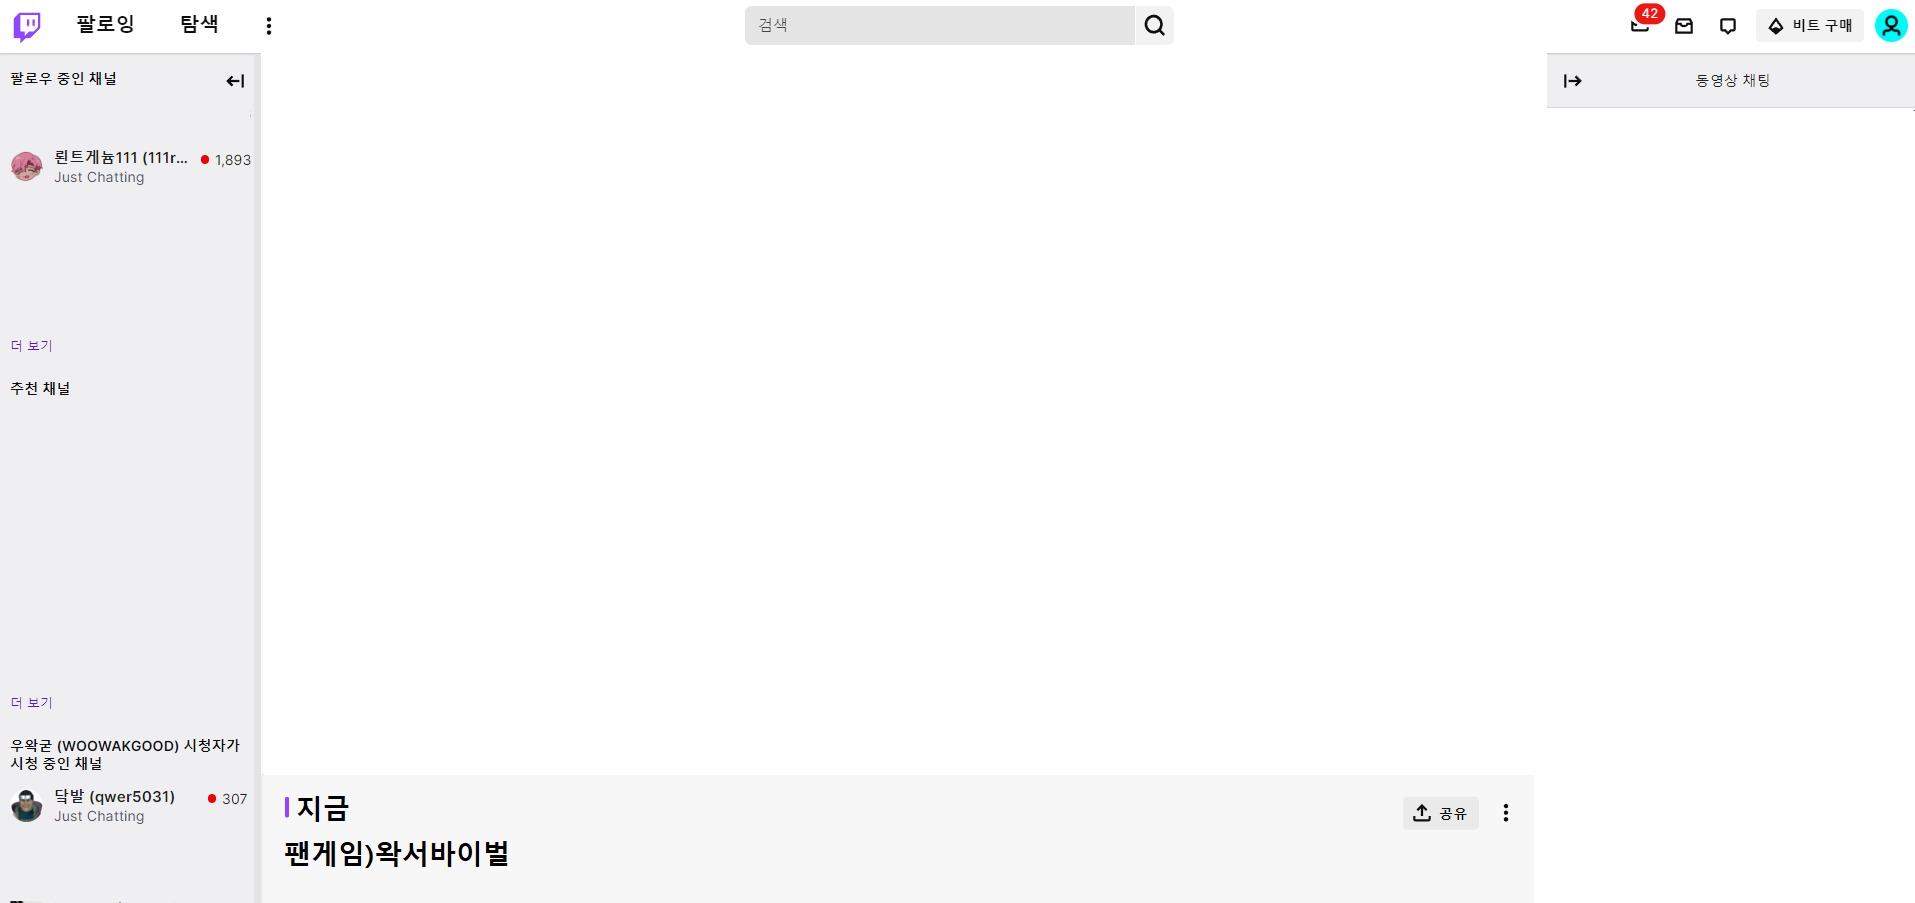 팔로잉
탐색
검색
42
비트 구매
팔로우 중인 채널
동영상 채팅
뢴트게늄111 (111r... 1,893
Just Chatting
더 보기
추천 채널
더 보기
우왁굳 (WOOWAKGOOD) 시청자가
시청 중인 채널
닼발 (qwer5031) 307
Just Chatting
지금
공유
팬게임)왁서바이벌